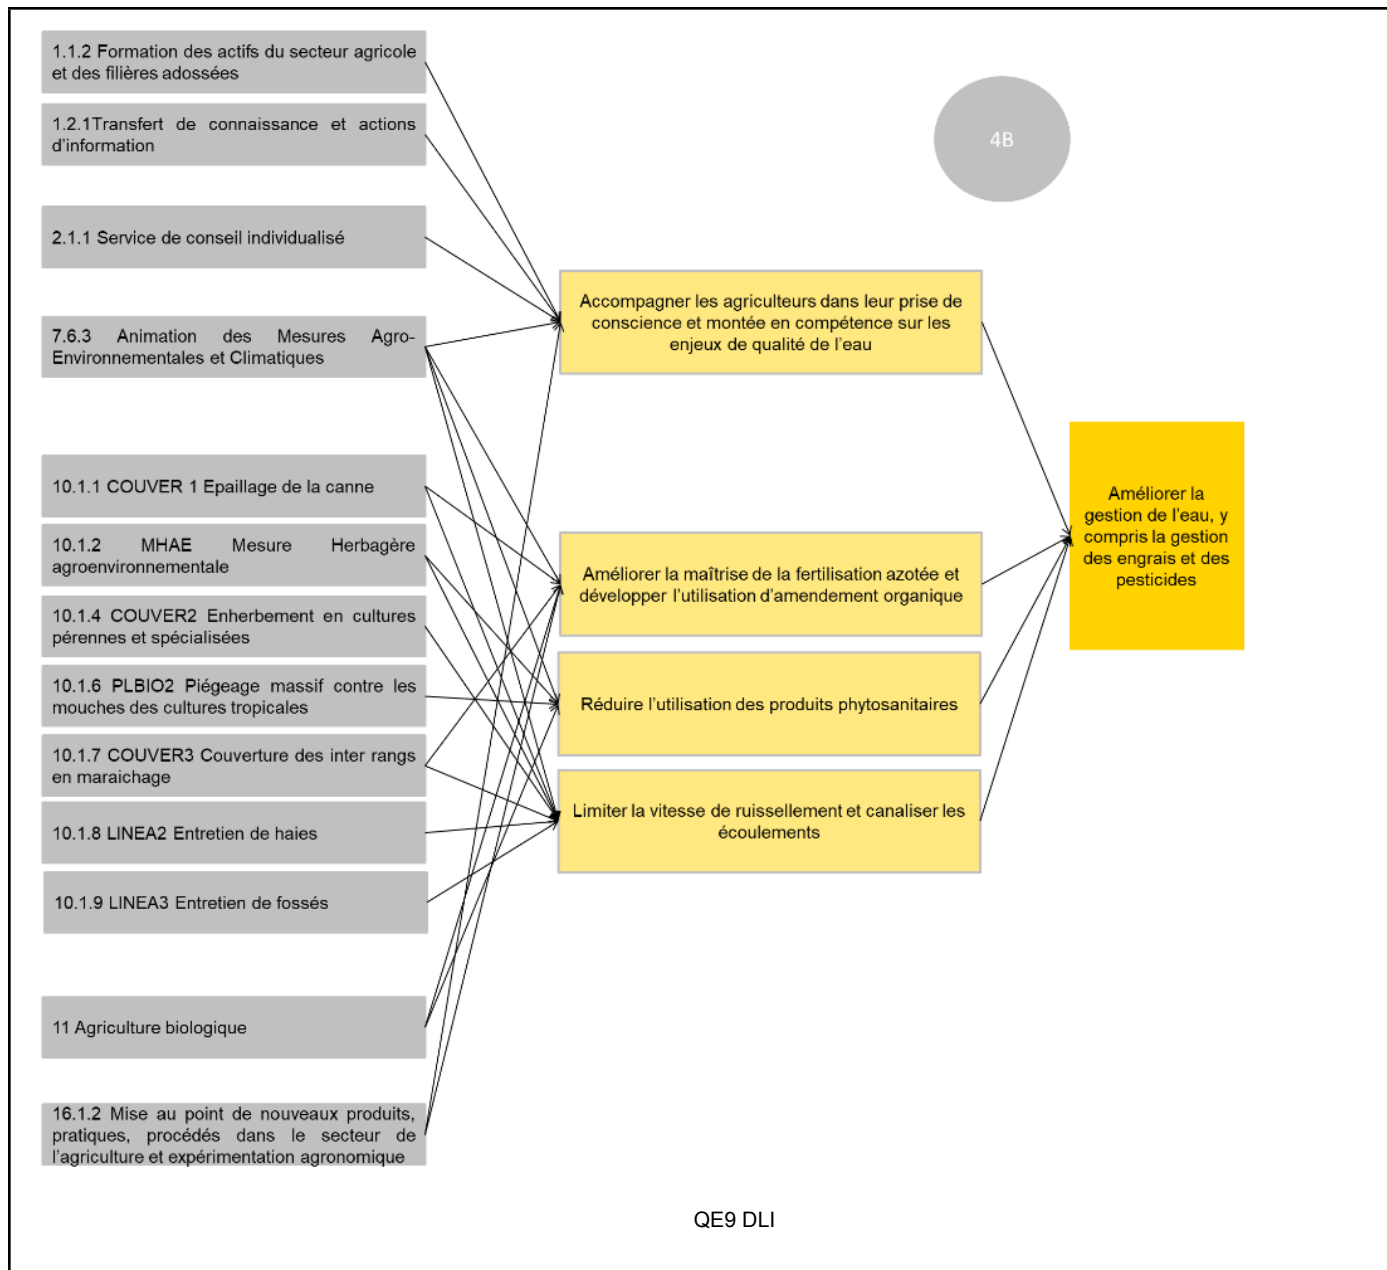 1.1.2 Formation des actifs du secteur agricole
et des filières adossées
1.2.1Transfert de connaissance et actions
d'information
4B
2.1.1 Service de conseil individualisé
7.6.3 Animation des Mesures Agro-
Environnementales et Climatiques
Accompagner les agriculteurs dans leur prise de
conscience et montée en compétence sur les
enjeux de qualité de l'eau
10.1.1 COUVER 1 Epaillage de la canne
10.1.2 MHAE Mesure Herbagère
agroenvironnementale
10.1.4 COUVER2 Enherbement en cultures
pérennes et spécialisées
10.1.6 PLBIO2 Piégeage massif contre les
mouches des cultures tropicales
10.1.7 COUVER3 Couverture des inter rangs
en maraichage
10.1.8 LINEA2 Entretien de haies
10.1.9 LINEA3 Entretien de fossés
Améliorer la maîtrise de la fertilisation azotée et
développer l'utilisation d'amendement organique
Réduire l'utilisation des produits phytosanitaires
Limiter la vitesse de ruissellement et canaliser les
écoulements
Améliorer la
gestion de l'eau, y
compris la gestion
des engrais et des
pesticides
11 Agriculture biologique
16.1.2 Mise au point de nouveaux produits,
pratiques, procédés dans le secteur de
l'agriculture et expérimentation agronomique
QE9 DLI